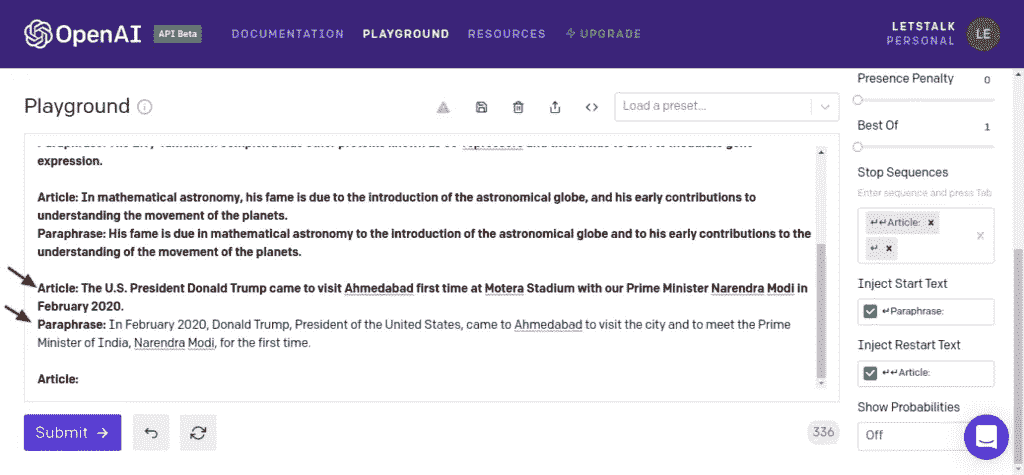 OpenAI API Beta DOCUMENTATION PLAYGROUND RESOURCES UPGRADE LETSTALK
PERSONAL LE
Playground
Load a preset...
expression.
Article: In mathematical astronomy, his fame is due to the introduction of the astronomical globe, and his early contributions to
understanding the movement of the planets.
Paraphrase: His fame is due in mathematical astronomy to the introduction of the astronomical globe and to his early contributions to the
understanding of the movement of the planets.
Article: The U.S. President Donald Trump came to visit Ahmedabad first time at Motera Stadium with our Prime Minister Narendra Modi in
February 2020.
Paraphrase: In February 2020, Donald Trump, President of the United States, came to Ahmedabad to visit the city and to meet the Prime
Minister of India, Narendra Modi, for the first time.
Article:
Submit
336
Presence Penalty 0
Best Of 1
Stop Sequences
Enter sequence and press Tab
↵↵Article: ×
↵ ×
Inject Start Text
↵Paraphrase:
Inject Restart Text
↵↵Article:
Show Probabilities
Off